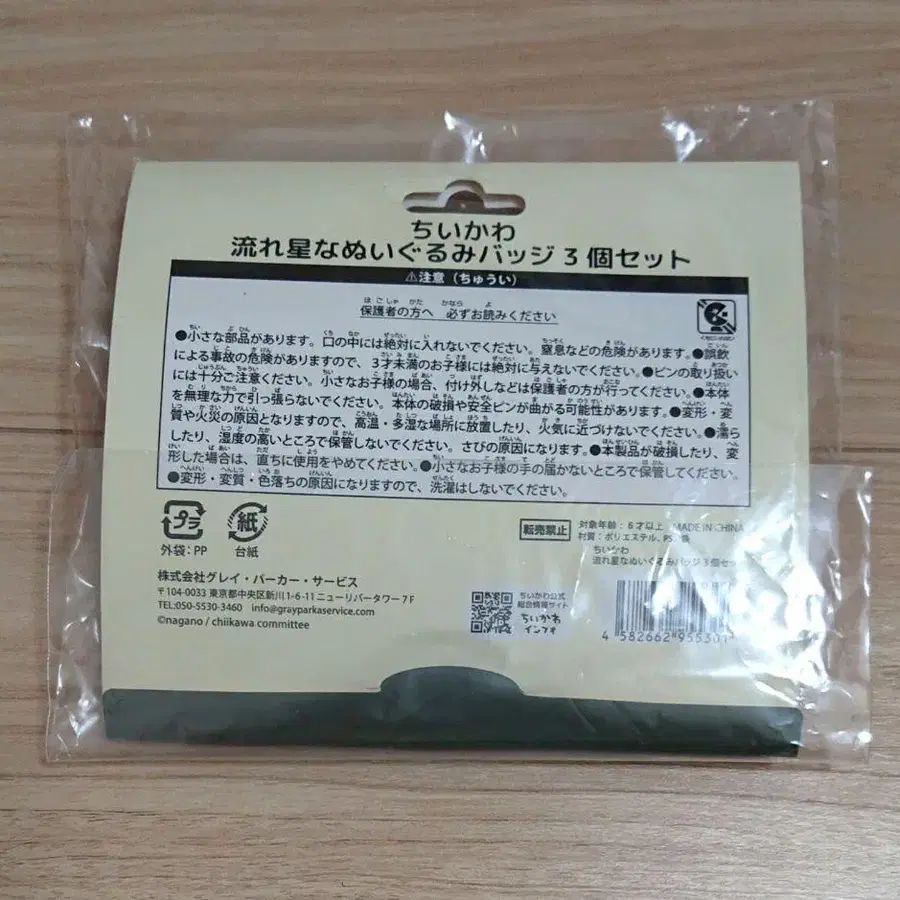 ちいかわ
流れ星なぬいぐるみバッジ3個セット
⚠注意（ちゅうい）
保護者の方へ 必ずお読みください
●小さな部品があります。口の中には絶対に入れないでください。窒息などの危険があります。●誤飲
による事故の危険がありますので、3才未満のお子様には絶対に与えないでください。●ピンの取り扱い
には十分ご注意ください。小さなお子様の場合、付け外しなどは保護者の方が行ってください。●本体
を無理な力で引っ張らないでください。本体の破損や安全ピンが曲がる可能性があります。●変形・変
質や火災の原因となりますので、高温・多湿な場所に放置したり、火気に近づけないでください。●濡ら
したり、湿度の高いところで保管しないでください。さびの原因になります。●本製品が破損したり、変
形した場合は、直ちに使用をやめてください。●小さなお子様の手の届かないところで保管してください。
●変形・変質・色落ちの原因になりますので、洗濯はしないでください。
プラ
外袋:PP
紙
台紙
転売禁止
対象年齢:6才以上 MADE IN CHINA
材質:ポリエステル、
ちいかわ
流れ星なぬいぐるみバッジ3個セッ
株式会社グレイ・パーカー・サービス
〒104-0033 東京都中央区新川1-6-11ニューリバータワー7F
TEL:050-5530-3460 info@grayparkaservice.com
©nagano / chiikawa committee
ちいかわ公式
総合情報サイト
ちいかわ
インフォ
4 582662 955301